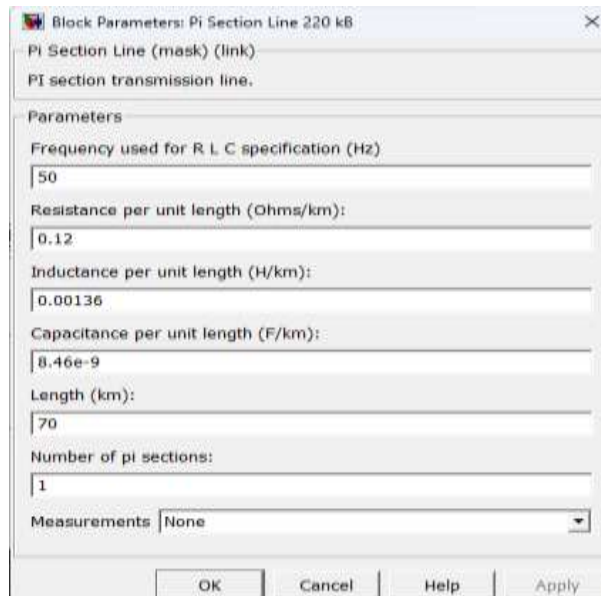 Block Parameters: Pi Section Line 220 kB
Pi Section Line (mask) (link)
PI section transmission line.
Parameters
Frequency used for R L C specification (Hz)
50
Resistance per unit length (Ohms/km):
0.12
Inductance per unit length (H/km):
0.00136
Capacitance per unit length (F/km):
8.46e-9
Length (km):
70
Number of pi sections:
1
Measurements None
OK Cancel Help Apply